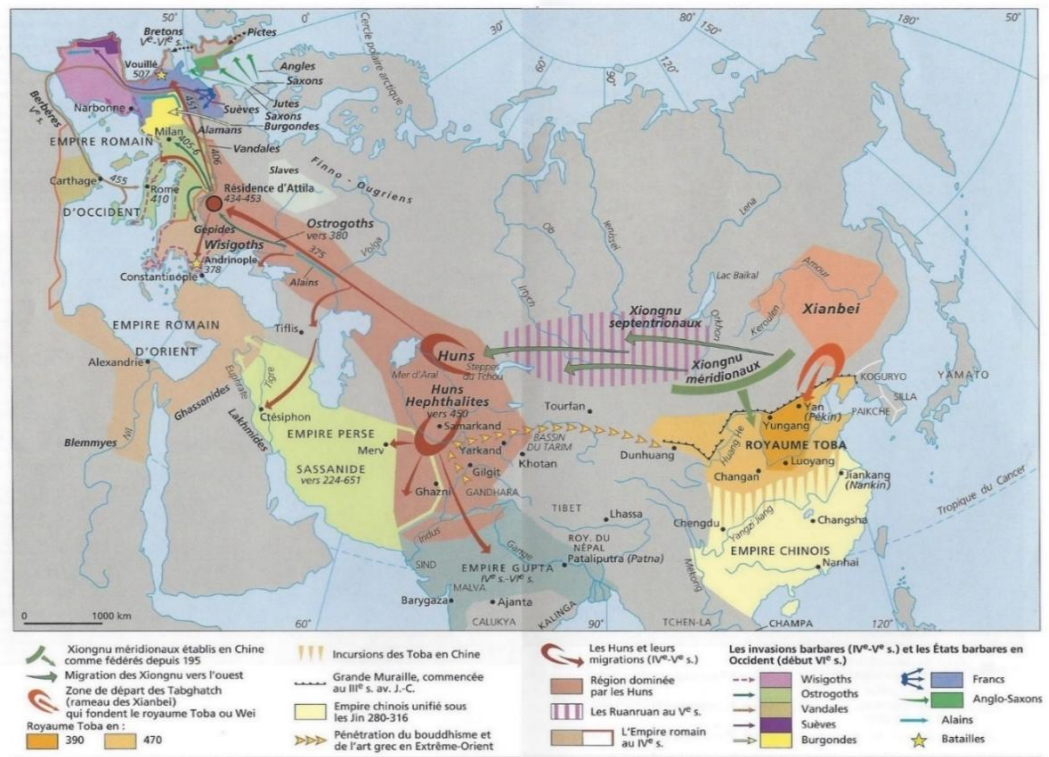 50°
180°
50°
Bretons
Vᵉ-VIᵉ s.
Pictes
Cercle polaire arctique
30°
150°
Vouillé
507
Angles
Saxons
60°
90°
120°
Berbères
Vᵉ s.
451
Suèves
Jutes
Saxons
Burgondes
Narbonne
Alamans
Milan
405-6
406
Vandales
EMPIRE ROMAIN
Slaves
Finno - Ougriens
Carthage
455
Rome
410
Résidence d'Attila
434-453
Lena
D'OCCIDENT
Ostrogoths
vers 380
Ob
Ienisseï
Gépides
Wisigoths
Volga
Andrinople
378
375
Lac Baïkal
Amour
Constantinople
Alains
Irtych
Xiongnu
septentrionaux
Orkhon
Keroulen
Xianbei
EMPIRE ROMAIN
D'ORIENT
Tiflis
Huns
Steppes
du Tchou
Xiongnu
méridionaux
Alexandrie
Mer d'Aral
KOGURYO
YAMATO
Euphrate
Tigre
Huns
Hephthalites
vers 450
SILLA
Ghassanides
Tourfan
Yan
(Pékin)
PAIKCHE
Ctésiphon
Samarkand
Yungang
Nil
Lakhmides
EMPIRE PERSE
BASSIN
DU TARIM
Huang He
ROYAUME TOBA
Blemmyes
Merv
Yarkand
Dunhuang
Luoyang
SASSANIDE
vers 224-651
Khotan
Changan
Jiankang
(Nankin)
Gilgit
Ghazni
GANDHARA
TIBET
Tropique du Cancer
Lhassa
Chengdu
Yangzi Jiang
Changsha
Indus
ROY. DU
NÉPAL
Gange
EMPIRE CHINOIS
SIND
EMPIRE GUPTA
IVᵉ s.-VIᵉ s.
Pataliputra (Patna)
Nanhai
MALVA
Mekong
Barygaza
Ajanta
0 1000 km
CALUKYA
KALINGA
60°
90°
TCHEN-LA
CHAMPA
120°
Xiongnu méridionaux établis en Chine
comme fédérés depuis 195
Migration des Xiongnu vers l'ouest
Zone de départ des Tabghatch
(rameau des Xianbei)
qui fondent le royaume Toba ou Wei
Royaume Toba en :
390
470
Incursions des Toba en Chine
Grande Muraille, commencée
au IIIᵉ s. av. J.-C.
Empire chinois unifié sous
les Jin 280-316
Pénétration du bouddhisme et
de l'art grec en Extrême-Orient
Les Huns et leurs
migrations (IVᵉ-Vᵉ s.)
Région dominée
par les Huns
Les Ruanruan au Vᵉ s.
L'Empire romain
au IVᵉ s.
Les invasions barbares (IVᵉ-Vᵉ s.) et les États barbares en
Occident (début VIᵉ s.)
Wisigoths
Ostrogoths
Vandales
Suèves
Burgondes
Francs
Anglo-Saxons
Alains
Batailles